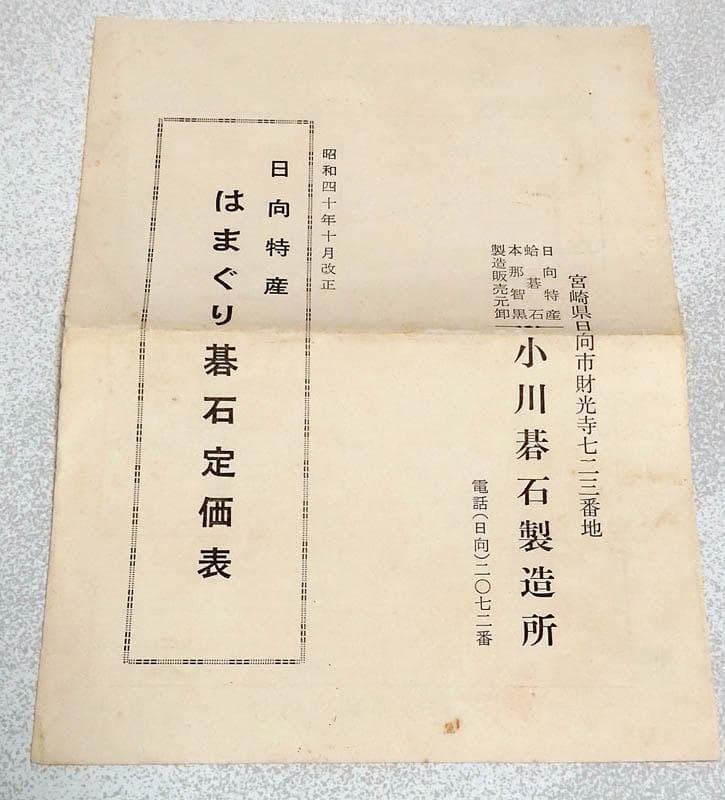 宮崎県日向市財光寺七二三番地
日向特産
蛤碁石
本那智黒
製造販売元卸
小川碁石製造所
電話(日向)二〇七二番
昭和四十年十月改正
日向特産
はまぐり碁石定価表